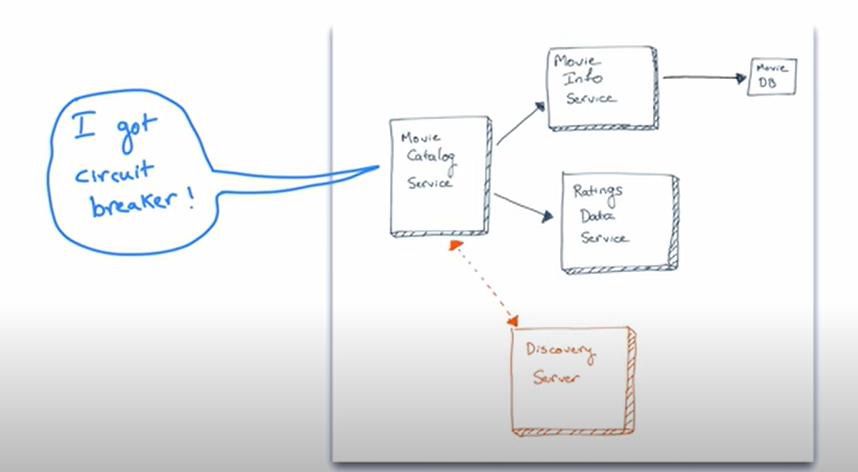 I got
circuit
breaker!
Movie
Catalog
Service
Movie
Info
Service
Movie
DB
Ratings
Data
Service
Discovery
Server